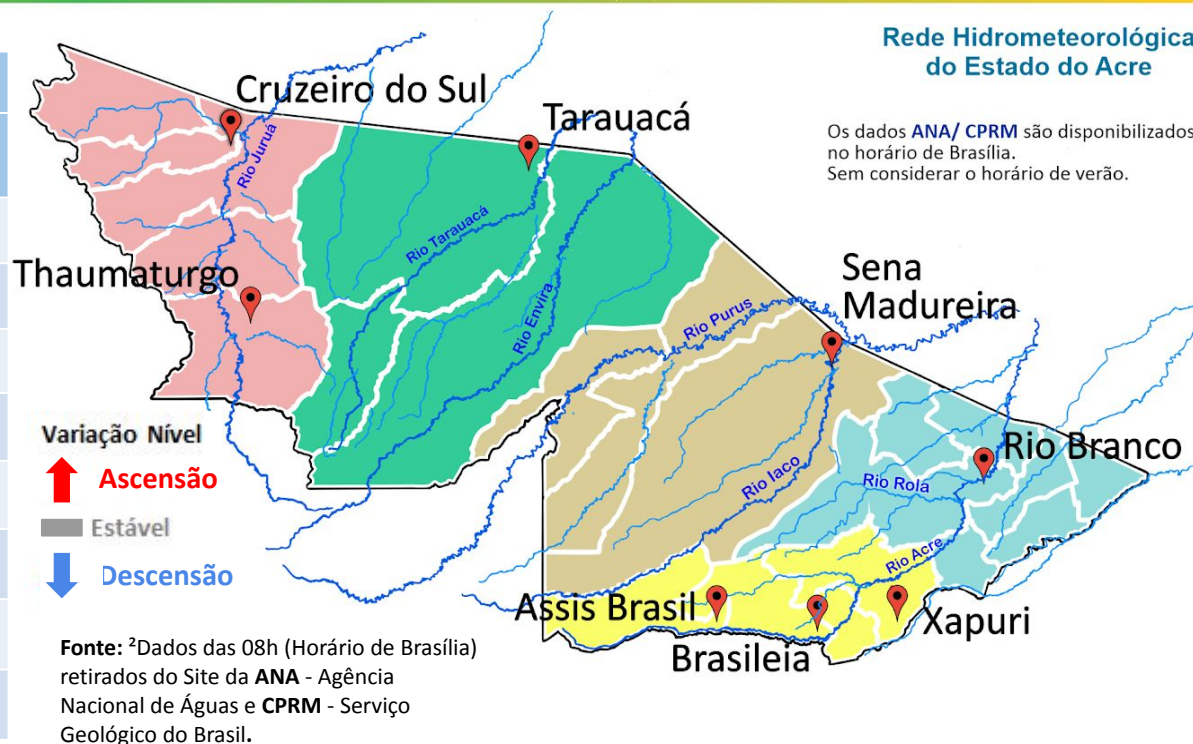 Rede Hidrometeorológica
do Estado do Acre
Os dados ANA/ CPRM são disponibilizados
no horário de Brasília.
Sem considerar o horário de verão.
Cruzeiro do Sul
Tarauacá
Rio Juruá
Rio Tarauacá
Thaumaturgo
Rio Envira
Rio Purus
Sena
Madureira
Rio Branco
Rio Iaco
Rio Rola
Rio Acre
Assis Brasil
Brasileia
Xapuri
Variação Nível
Ascensão
Estável
Descensão
Fonte: ²Dados das 08h (Horário de Brasília)
retirados do Site da ANA - Agência
Nacional de Águas e CPRM - Serviço
Geológico do Brasil.